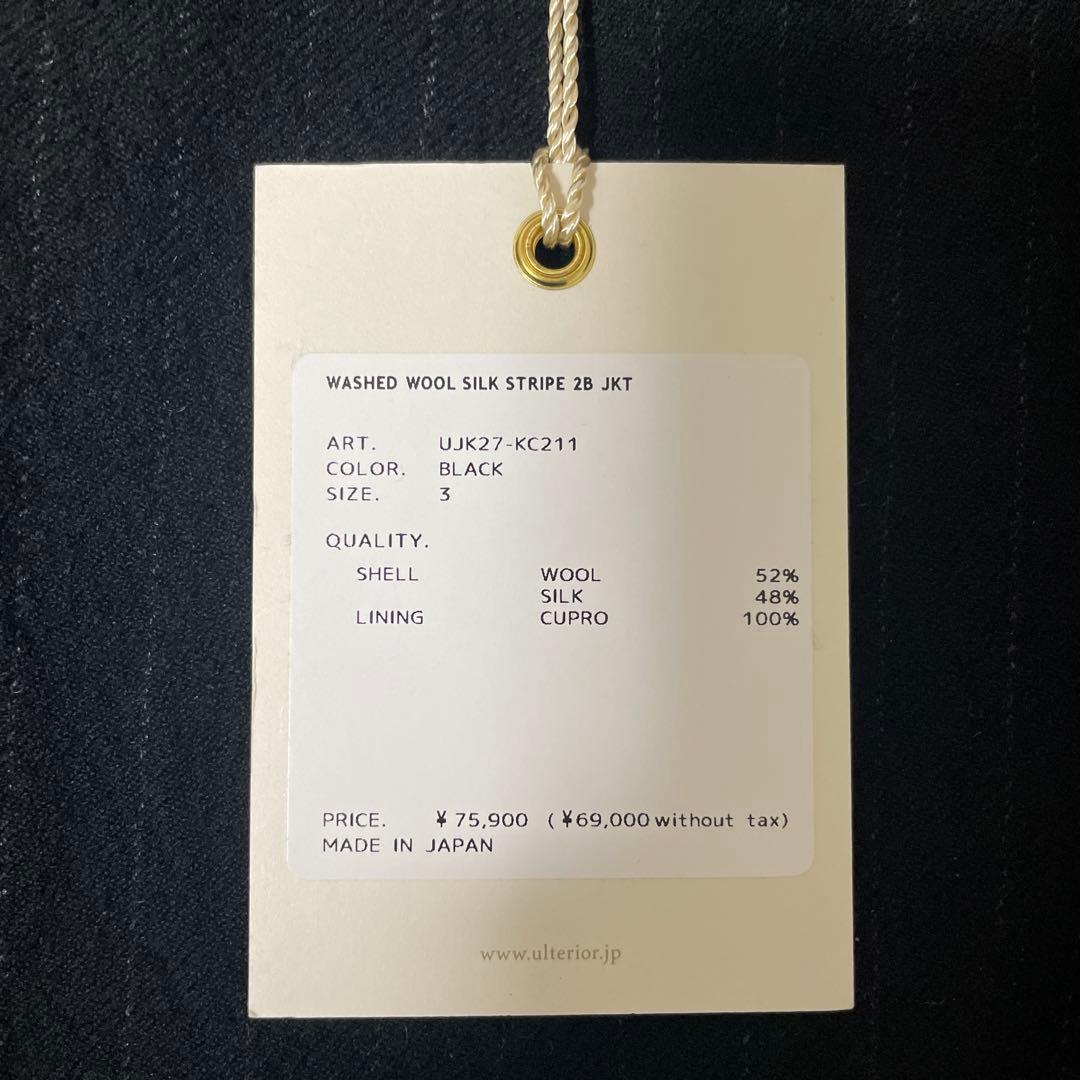 WASHED WOOL SILK STRIPE 2B JKT
ART. UJK27-KC211
COLOR. BLACK
SIZE. 3
QUALITY.
SHELL WOOL 52%
SILK 48%
LINING CUPRO 100%
PRICE. ¥ 75,900 (¥69,000 without tax)
MADE IN JAPAN
www.ulterior.jp